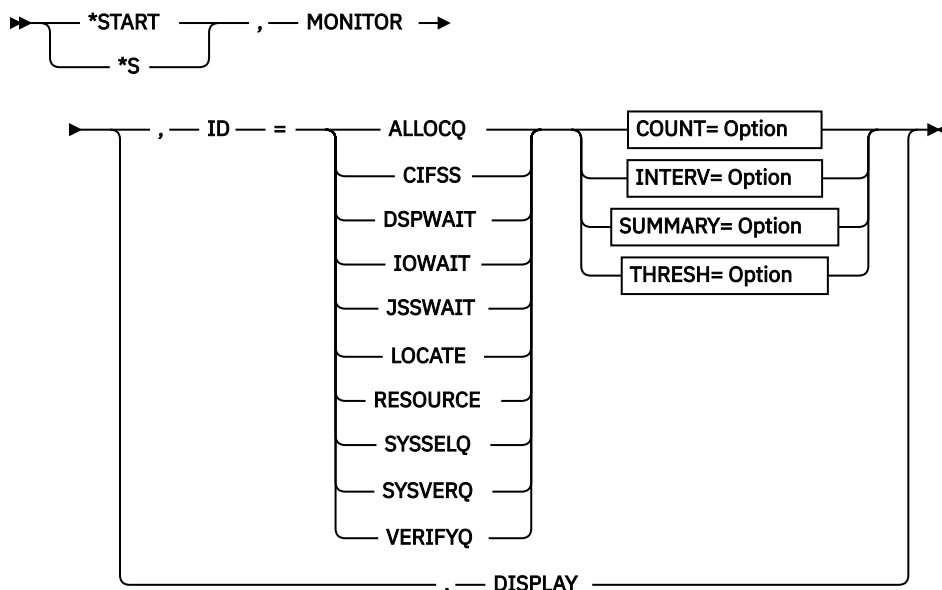 *START , MONITOR
*S
, ID = ALLOCQ COUNT= Option
CIFSS INTERV= Option
DSPWAIT SUMMARY= Option
IOWAIT THRESH= Option
JSSWAIT
LOCATE
RESOURCE
SYSSELQ
SYSVERQ
VERIFYQ
, DISPLAY